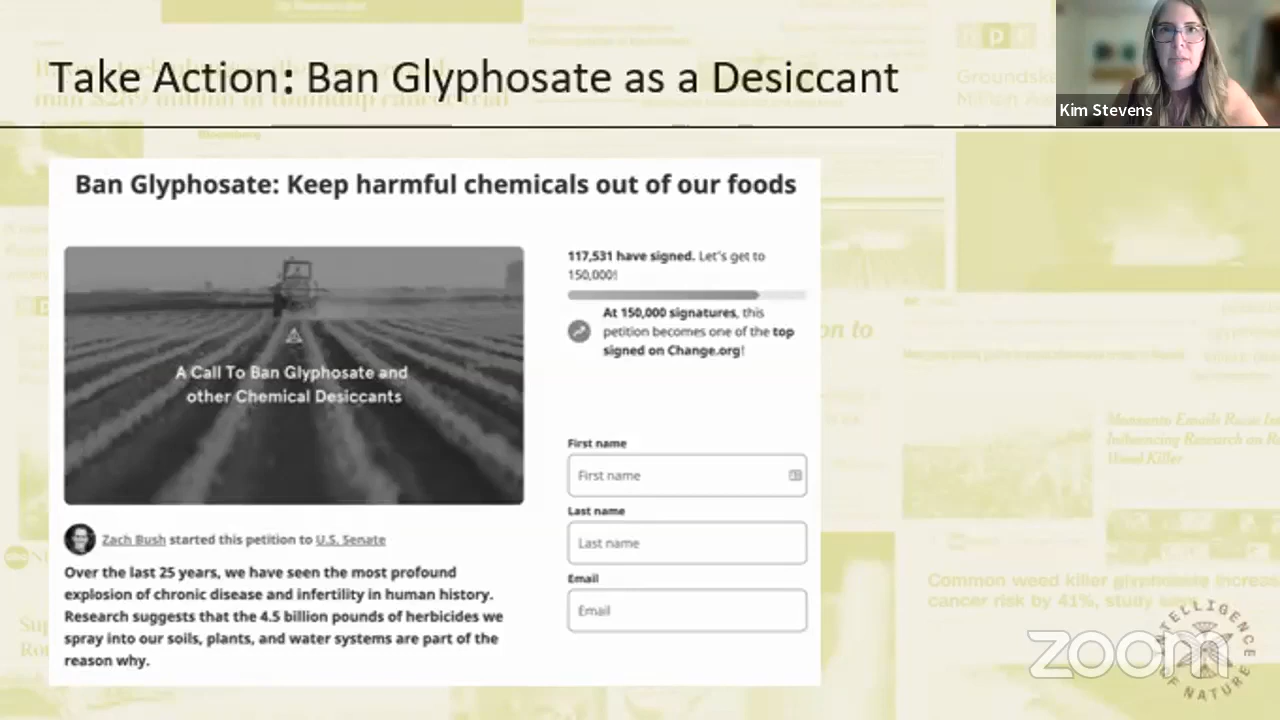 Take Action: Ban Glyphosate as a Desiccant
Kim Stevens
Ban Glyphosate: Keep harmful chemicals out of our foods
A Call To Ban Glyphosate and
other Chemical Desiccants
117,531 have signed. Let's get to
150,000!
At 150,000 signatures, this
petition becomes one of the top
signed on Change.org!
First name
First name
Last name
Last name
Email
Email
Zach Bush started this petition to U.S. Senate
Over the last 25 years, we have seen the most profound
explosion of chronic disease and infertility in human history.
Research suggests that the 4.5 billion pounds of herbicides we
spray into our soils, plants, and water systems are part of the
reason why.
Monsanto Emails Raise
Influencing Research on
Weed Killer
Common weed killer glyphosate
cancer risk by 41%, study
zoom
INTELLIGENCE OF NATURE